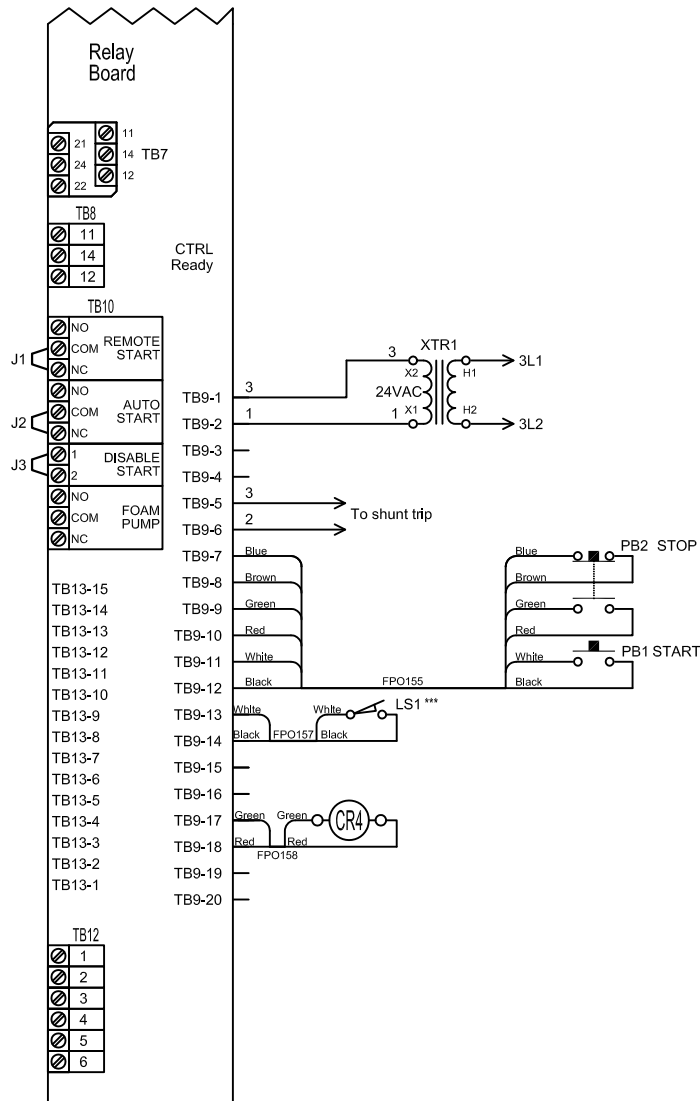 Relay
Board
21
24
22
11
14
12
TB7
TB8
11
14
12
CTRL
Ready
TB10
NO
COM
NC
REMOTE
START
J1
NO
COM
NC
AUTO
START
J2
1
2
DISABLE
START
J3
NO
COM
NC
FOAM
PUMP
TB13-15
TB13-14
TB13-13
TB13-12
TB13-11
TB13-10
TB13-9
TB13-8
TB13-7
TB13-6
TB13-5
TB13-4
TB13-3
TB13-2
TB13-1
TB12
1
2
3
4
5
6
TB9-1 3
TB9-2 1
TB9-3
TB9-4
TB9-5 3
TB9-6 2
To shunt trip
TB9-7 Blue
TB9-8 Brown
TB9-9 Green
TB9-10 Red
TB9-11 White
TB9-12 Black
FPO155
TB9-13 White
TB9-14 Black
FPO157
White
Black
LS1 ***
TB9-15
TB9-16
TB9-17 Green
TB9-18 Red
FPO158
Green
Red
CR4
TB9-19
TB9-20
XTR1
3
X2
24VAC
1
X1
H1
H2
3L1
3L2
Blue
Brown
Green
Red
White
Black
PB2 STOP
PB1 START